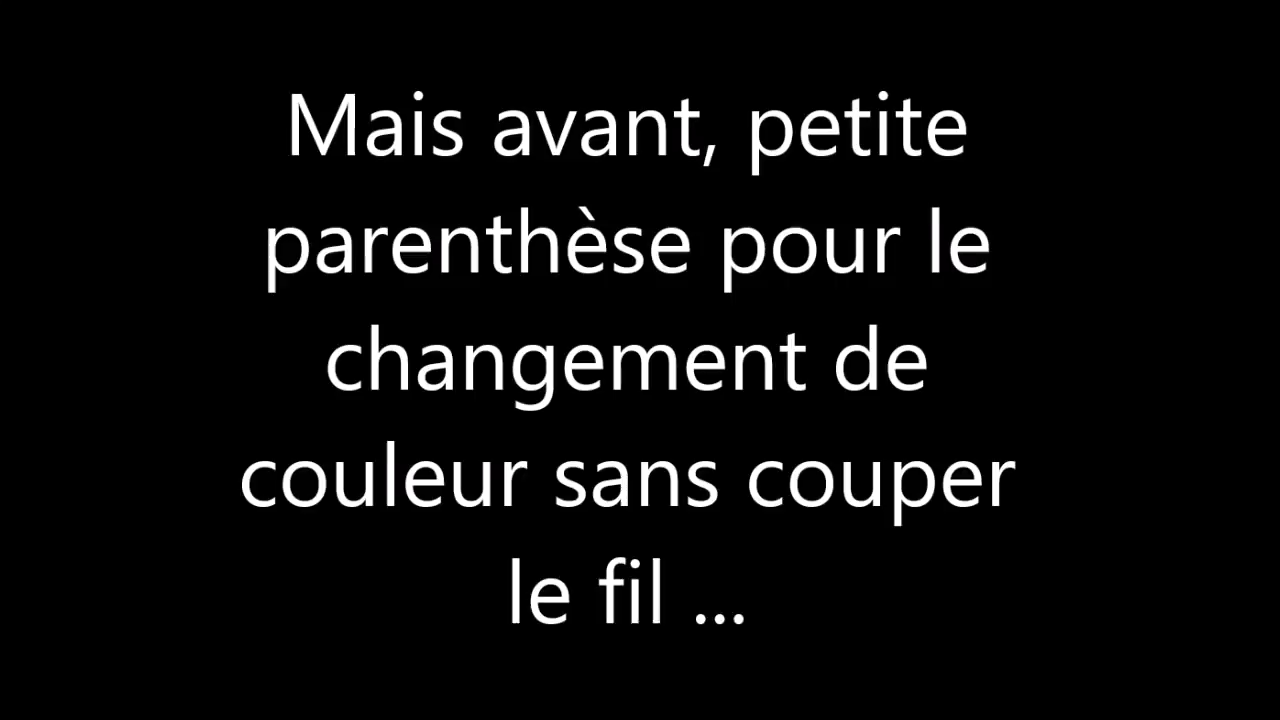 Mais avant, petite
parenthèse pour le
changement de
couleur sans couper
le fil ...